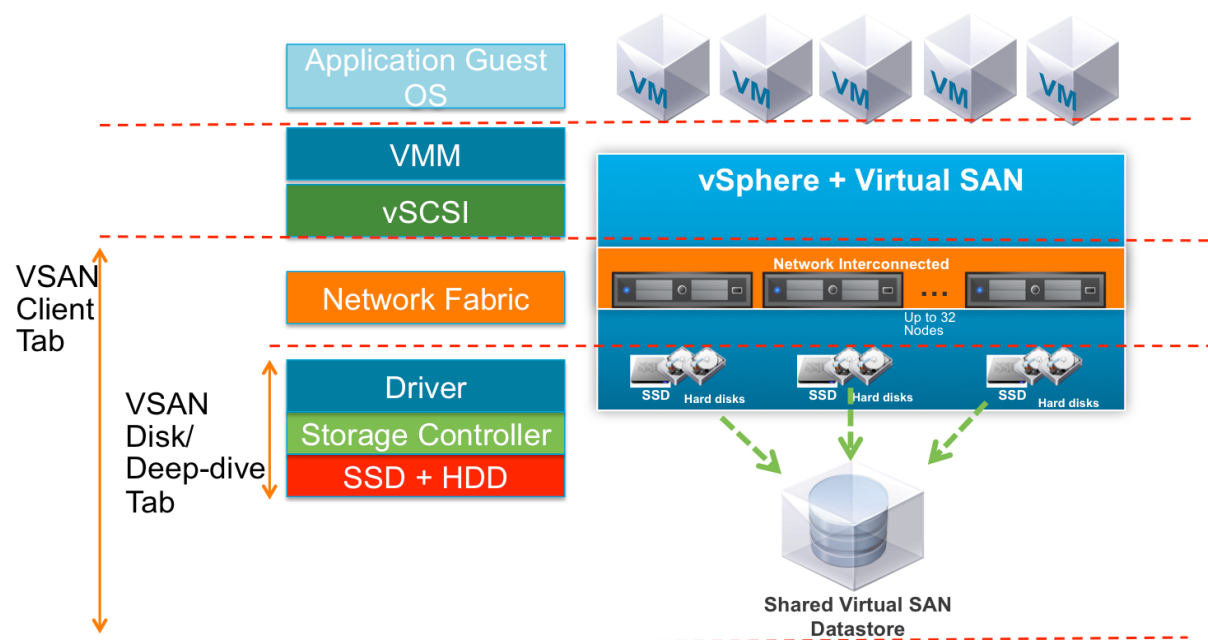 Application Guest
OS
VM
VM
VM
VM
VM
VMM
vSCSI
vSphere + Virtual SAN
VSAN
Client
Tab
Network Fabric
Network Interconnected
...
Up to 32
Nodes
VSAN
Disk/
Deep-dive
Tab
Driver
Storage Controller
SSD + HDD
SSD
Hard disks
SSD
Hard disks
SSD
Hard disks
Shared Virtual SAN
Datastore